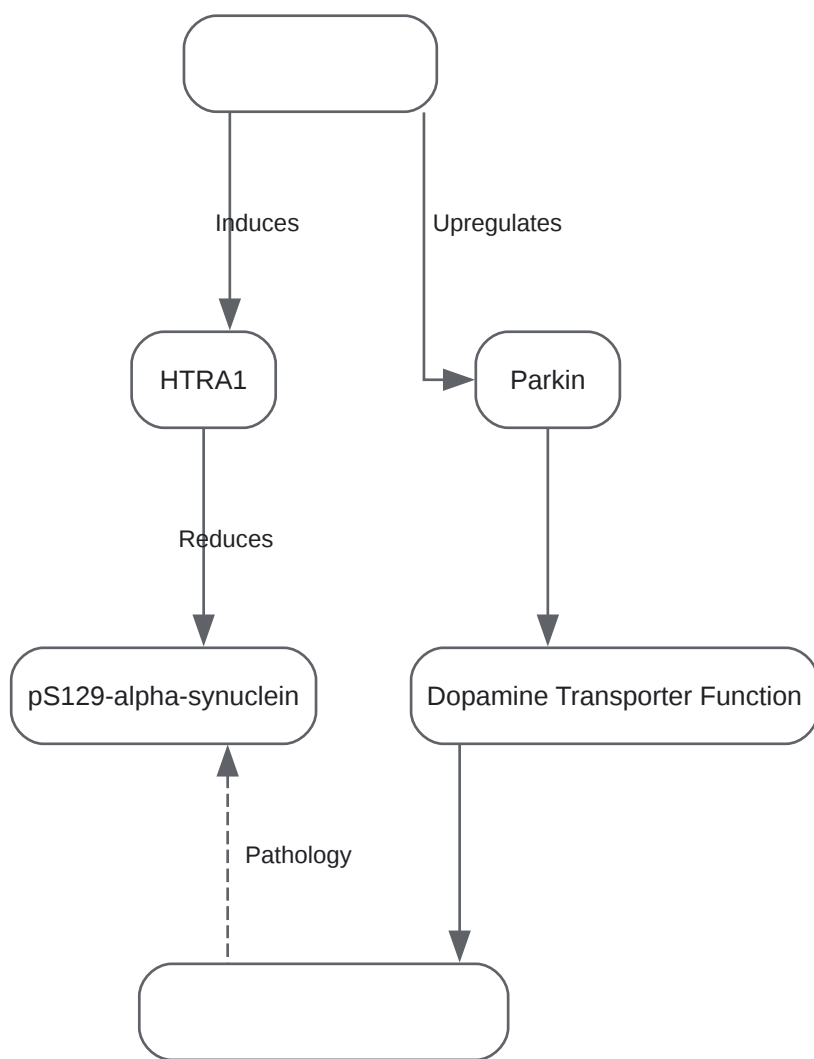 Induces
Upregulates
HTRA1
Parkin
Reduces
pS129-alpha-synuclein
Dopamine Transporter Function
Pathology